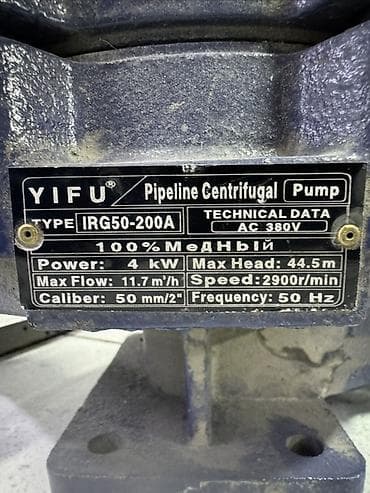 YIFU® Pipeline Centrifugal Pump
TYPE IRG50-200A TECHNICAL DATA
AC 380V
100%МеДНЫЙ
Power: 4 kW Max Head: 44.5m
Max Flow: 11.7m³/h Speed:2900r/min
Caliber: 50 mm/2" Frequency: 50 Hz